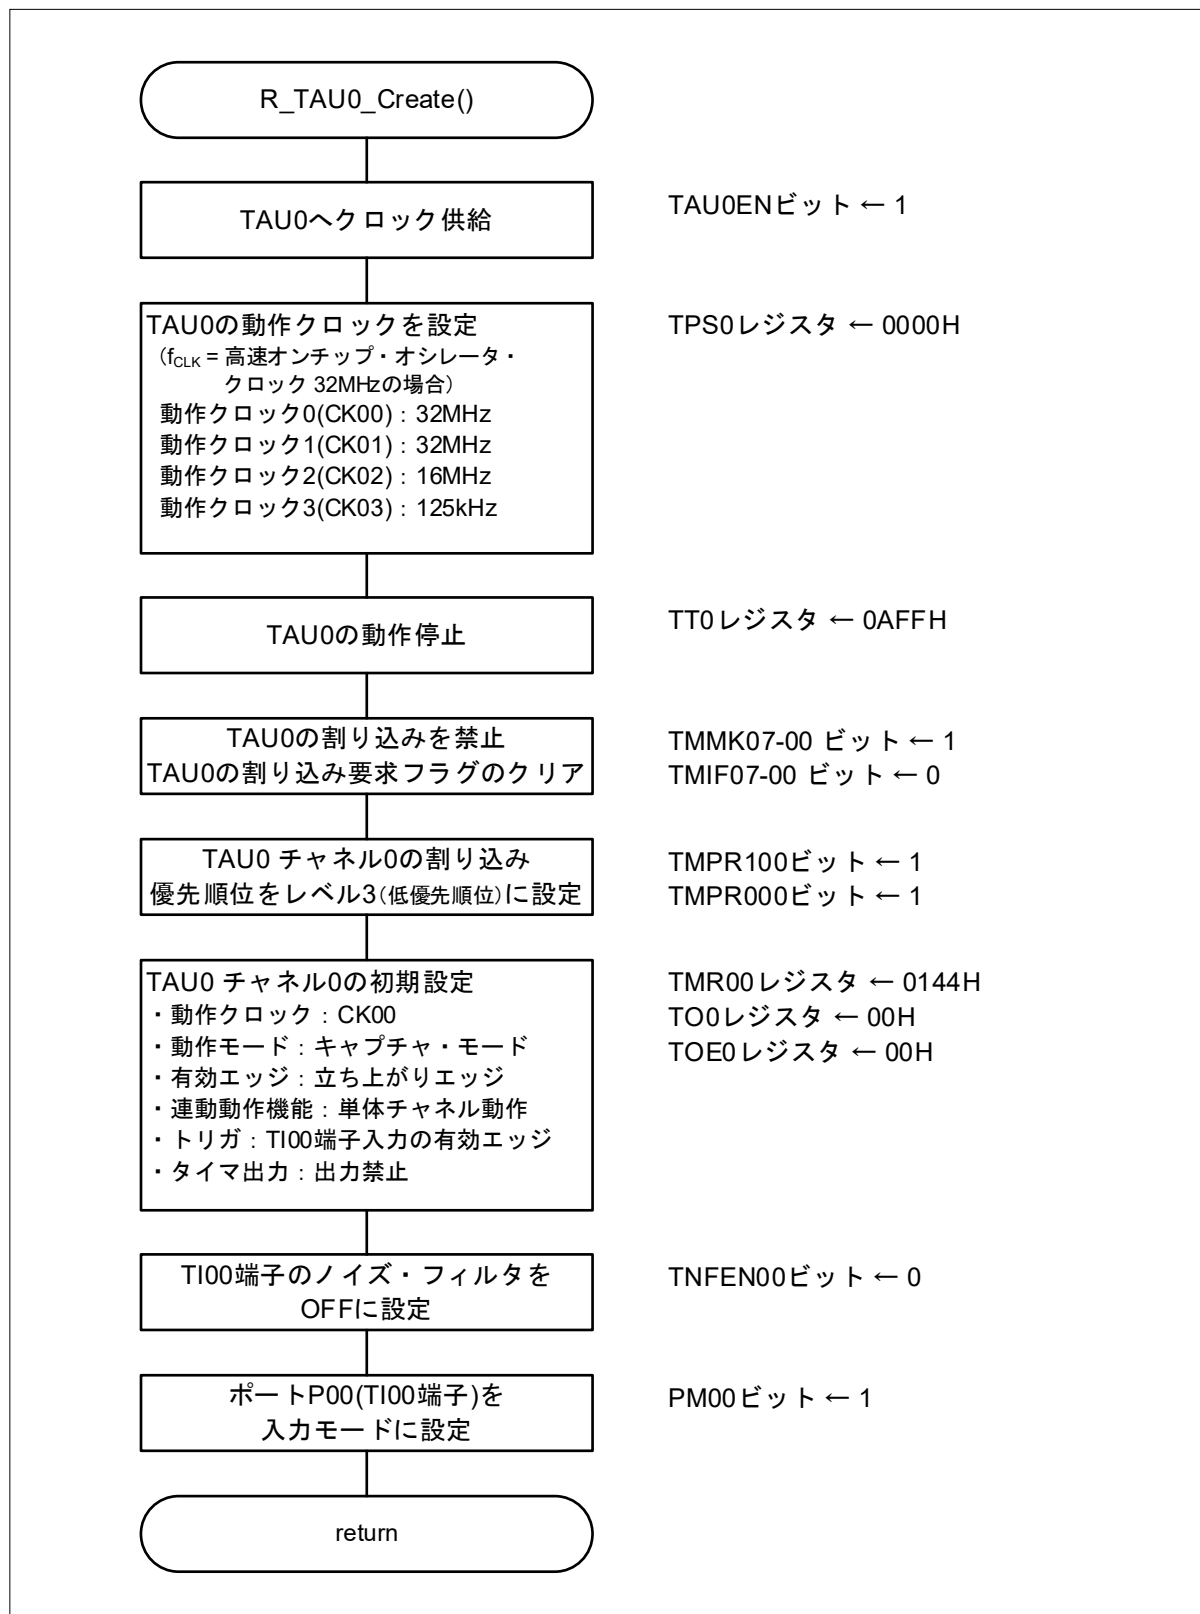 R_TAU0_Create()
TAU0へクロック供給
TAU0ENビット ← 1
TAU0の動作クロックを設定
（fCLK = 高速オンチップ・オシレータ・
クロック 32MHzの場合）
動作クロック0(CK00)：32MHz
動作クロック1(CK01)：32MHz
動作クロック2(CK02)：16MHz
動作クロック3(CK03)：125kHz
TPS0レジスタ ← 0000H
TAU0の動作停止
TT0レジスタ ← 0AFFH
TAU0の割り込みを禁止
TAU0の割り込み要求フラグのクリア
TMMK07-00 ビット ← 1
TMIF07-00 ビット ← 0
TAU0 チャネル0の割り込み
優先順位をレベル3（低優先順位）に設定
TMPR100ビット ← 1
TMPR000ビット ← 1
TAU0 チャネル0の初期設定
・動作クロック：CK00
・動作モード：キャプチャ・モード
・有効エッジ：立ち上がりエッジ
・連動動作機能：単体チャネル動作
・トリガ：TI00端子入力の有効エッジ
・タイマ出力：出力禁止
TMR00レジスタ ← 0144H
TO0レジスタ ← 00H
TOE0レジスタ ← 00H
TI00端子のノイズ・フィルタを
OFFに設定
TNFEN00ビット ← 0
ポートP00(TI00端子)を
入力モードに設定
PM00ビット ← 1
return